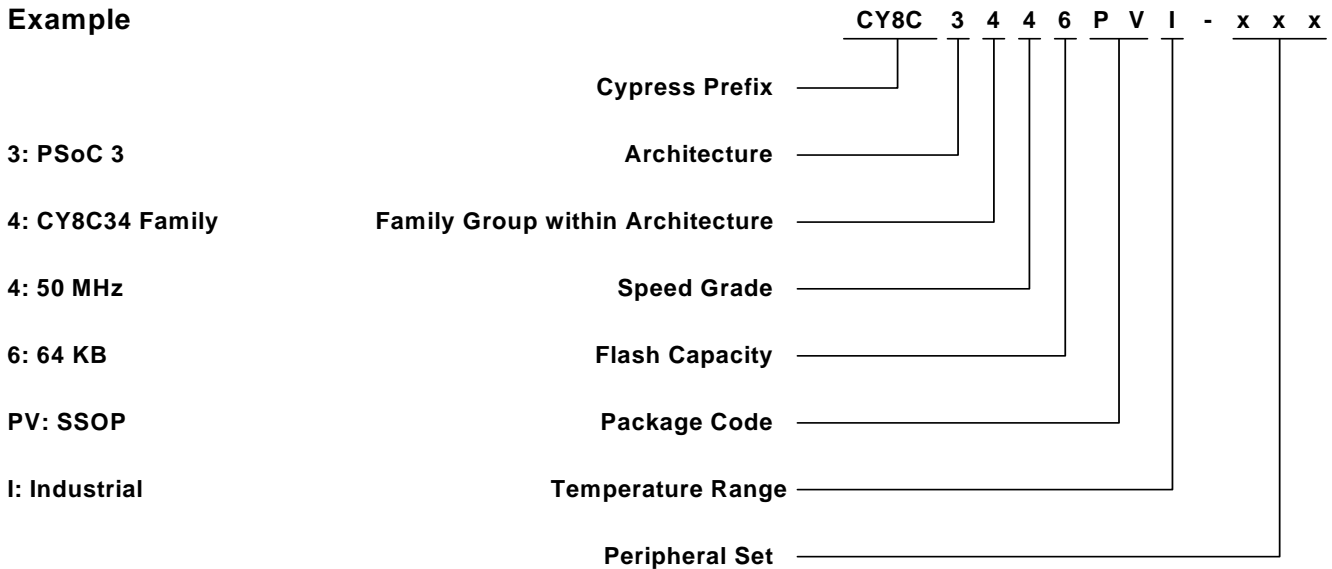 Example CY8C 3 4 4 6 P V I - x x x
Cypress Prefix
3: PSoC 3 Architecture
4: CY8C34 Family Family Group within Architecture
4: 50 MHz Speed Grade
6: 64 KB Flash Capacity
PV: SSOP Package Code
I: Industrial Temperature Range
Peripheral Set